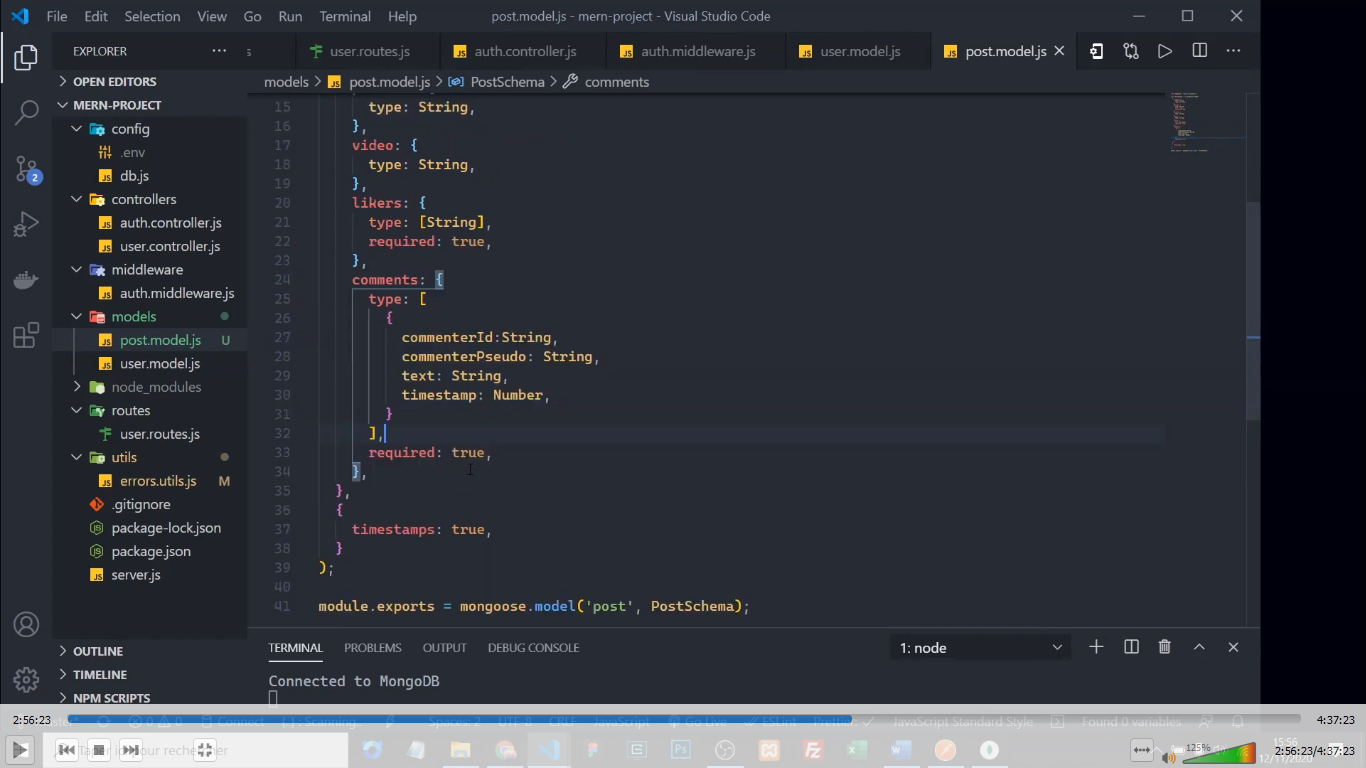 File Edit Selection View Go Run Terminal Help post.model.js - mern-project - Visual Studio Code
EXPLORER
s user.routes.js auth.controller.js auth.middleware.js user.model.js post.model.js
OPEN EDITORS
models > post.model.js > PostSchema > comments
MERN-PROJECT
config
.env
db.js
controllers
auth.controller.js
user.controller.js
middleware
auth.middleware.js
models
post.model.js U
user.model.js
node_modules
routes
user.routes.js
utils
errors.utils.js M
.gitignore
package-lock.json
package.json
server.js
OUTLINE
TIMELINE
NPM SCRIPTS
2
15 type: String,
16 },
17 video: {
18 type: String,
19 },
20 likers: {
21 type: [String],
22 required: true,
23 },
24 comments: {
25 type: [
26 {
27 commenterId:String,
28 commenterPseudo: String,
29 text: String,
30 timestamp: Number,
31 }
32 ],
33 required: true,
34 },
35 },
36 {
37 timestamps: true,
38 }
39 );
40
41 module.exports = mongoose.model('post', PostSchema);
TERMINAL PROBLEMS OUTPUT DEBUG CONSOLE 1: node
Connected to MongoDB
2:56:23 4:37:23
0 0 Connect Scanning Spaces: 2 UTF-8 CRLF JavaScript Go Live ESLint Prettier JavaScript Standard Style Found 0 variables
ici pour rechercher
125%
15:56
2:56:23/4:37:23
12/11/2020